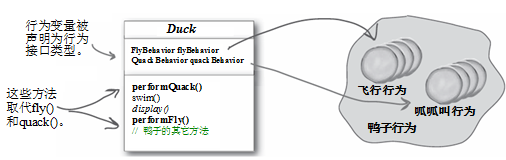 行为变量被
声明为行为
接口类型。
这些方法
取代fly()
和quack()。
Duck
FlyBehavior flyBehavior
Quack Behavior quack Behavior
performQuack()
swim()
display()
performFly()
// 鸭子的其它方法
飞行行为
呱呱叫行为
鸭子行为